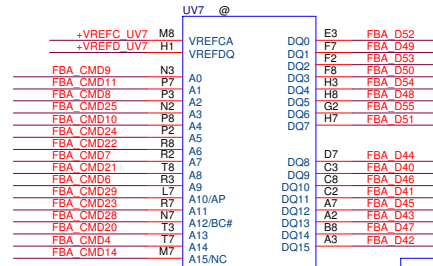 UV7 @
+VREFC_UV7 M8 VREFCA DQ0 E3 FBA_D52
+VREFD_UV7 H1 VREFDQ DQ1 F7 FBA_D49
DQ2 F2 FBA_D53
FBA_CMD9 N3 A0 DQ3 F8 FBA_D50
FBA_CMD11 P7 A1 DQ4 H3 FBA_D54
FBA_CMD8 P3 A2 DQ5 H8 FBA_D48
FBA_CMD25 N2 A3 DQ6 G2 FBA_D55
FBA_CMD10 P8 A4 DQ7 H7 FBA_D51
FBA_CMD24 P2 A5
FBA_CMD22 R8 A6
FBA_CMD7 R2 A7 DQ8 D7 FBA_D44
FBA_CMD21 T8 A8 DQ9 C3 FBA_D40
FBA_CMD6 R3 A9 DQ10 C8 FBA_D46
FBA_CMD29 L7 A10/AP DQ11 C2 FBA_D41
FBA_CMD23 R7 A11 DQ12 A7 FBA_D45
FBA_CMD28 N7 A12/BC# DQ13 A2 FBA_D43
FBA_CMD20 T3 A13 DQ14 B8 FBA_D47
FBA_CMD4 T7 A14 DQ15 A3 FBA_D42
FBA_CMD14 M7 A15/NC